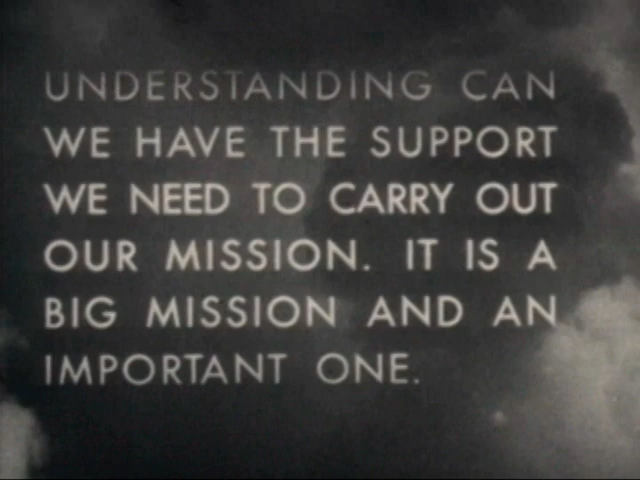 UNDERSTANDING CAN
WE HAVE THE SUPPORT
WE NEED TO CARRY OUT
OUR MISSION. IT IS A
BIG MISSION AND AN
IMPORTANT ONE.